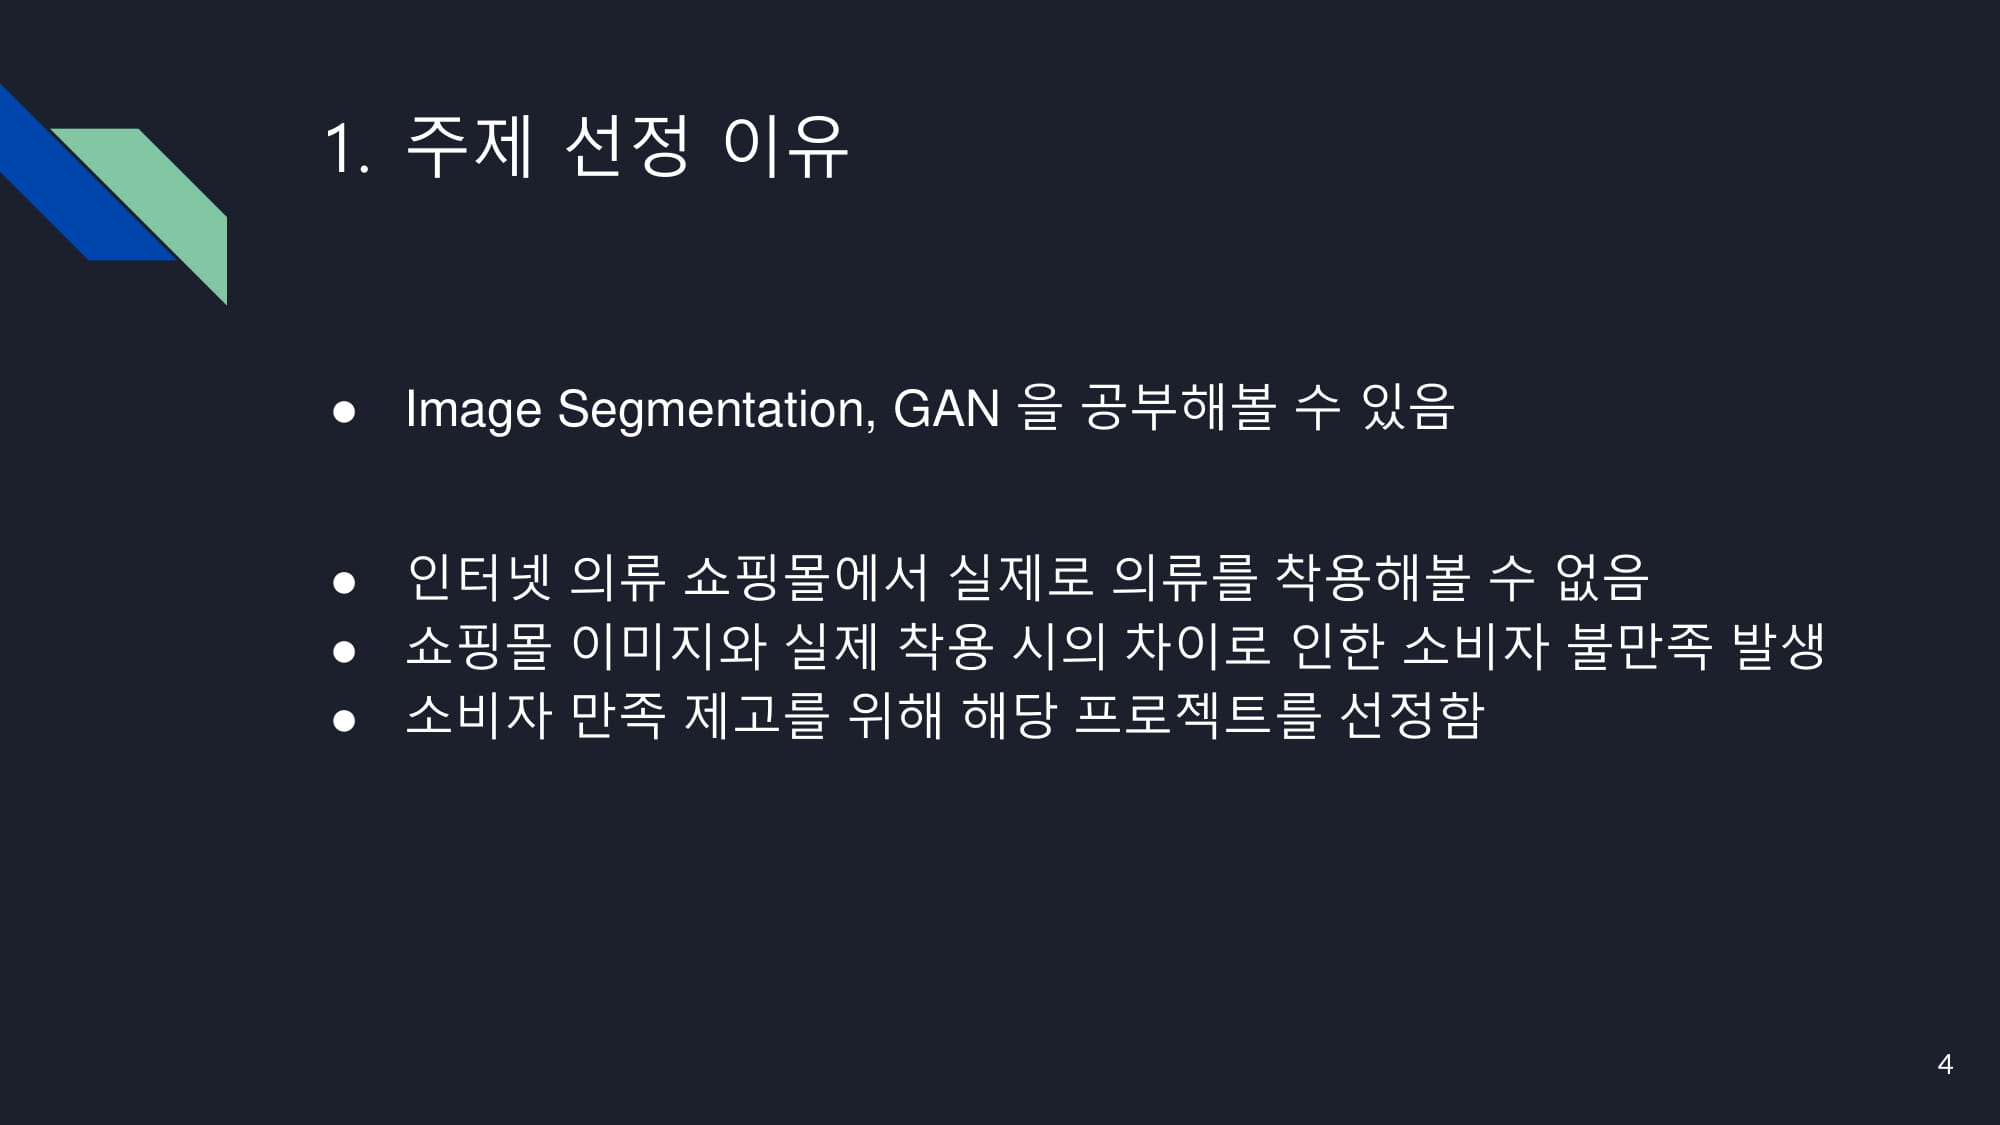 1. 주제 선정 이유
● Image Segmentation, GAN 을 공부해볼 수 있음
● 인터넷 의류 쇼핑몰에서 실제로 의류를 착용해볼 수 없음
● 쇼핑몰 이미지와 실제 착용 시의 차이로 인한 소비자 불만족 발생
● 소비자 만족 제고를 위해 해당 프로젝트를 선정함
4